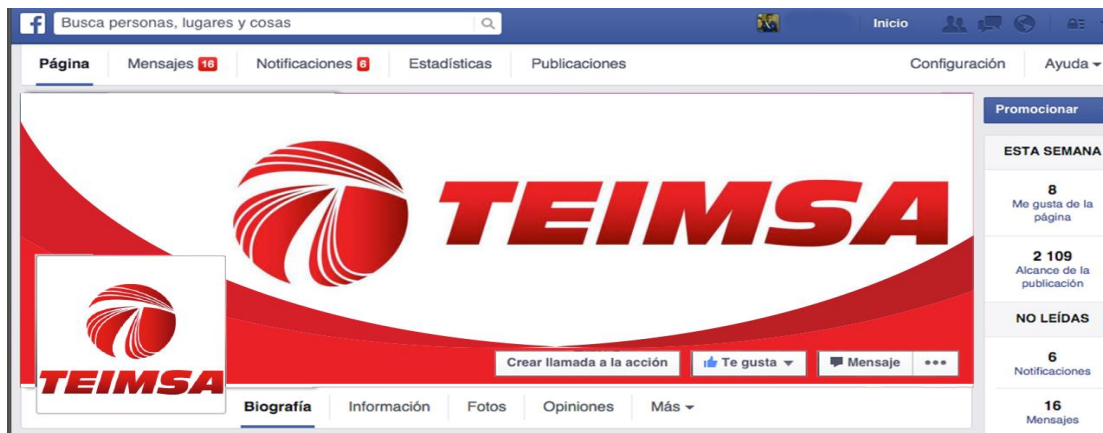 f Busca personas, lugares y cosas Inicio
Página Mensajes 16 Notificaciones 6 Estadísticas Publicaciones Configuración Ayuda
Promocionar
ESTA SEMANA
8
Me gusta de la
página
2 109
Alcance de la
publicación
NO LEÍDAS
6
Notificaciones
16
Mensajes
TEIMSA
TEIMSA
Crear llamada a la acción Te gusta Mensaje •••
Biografía Información Fotos Opiniones Más